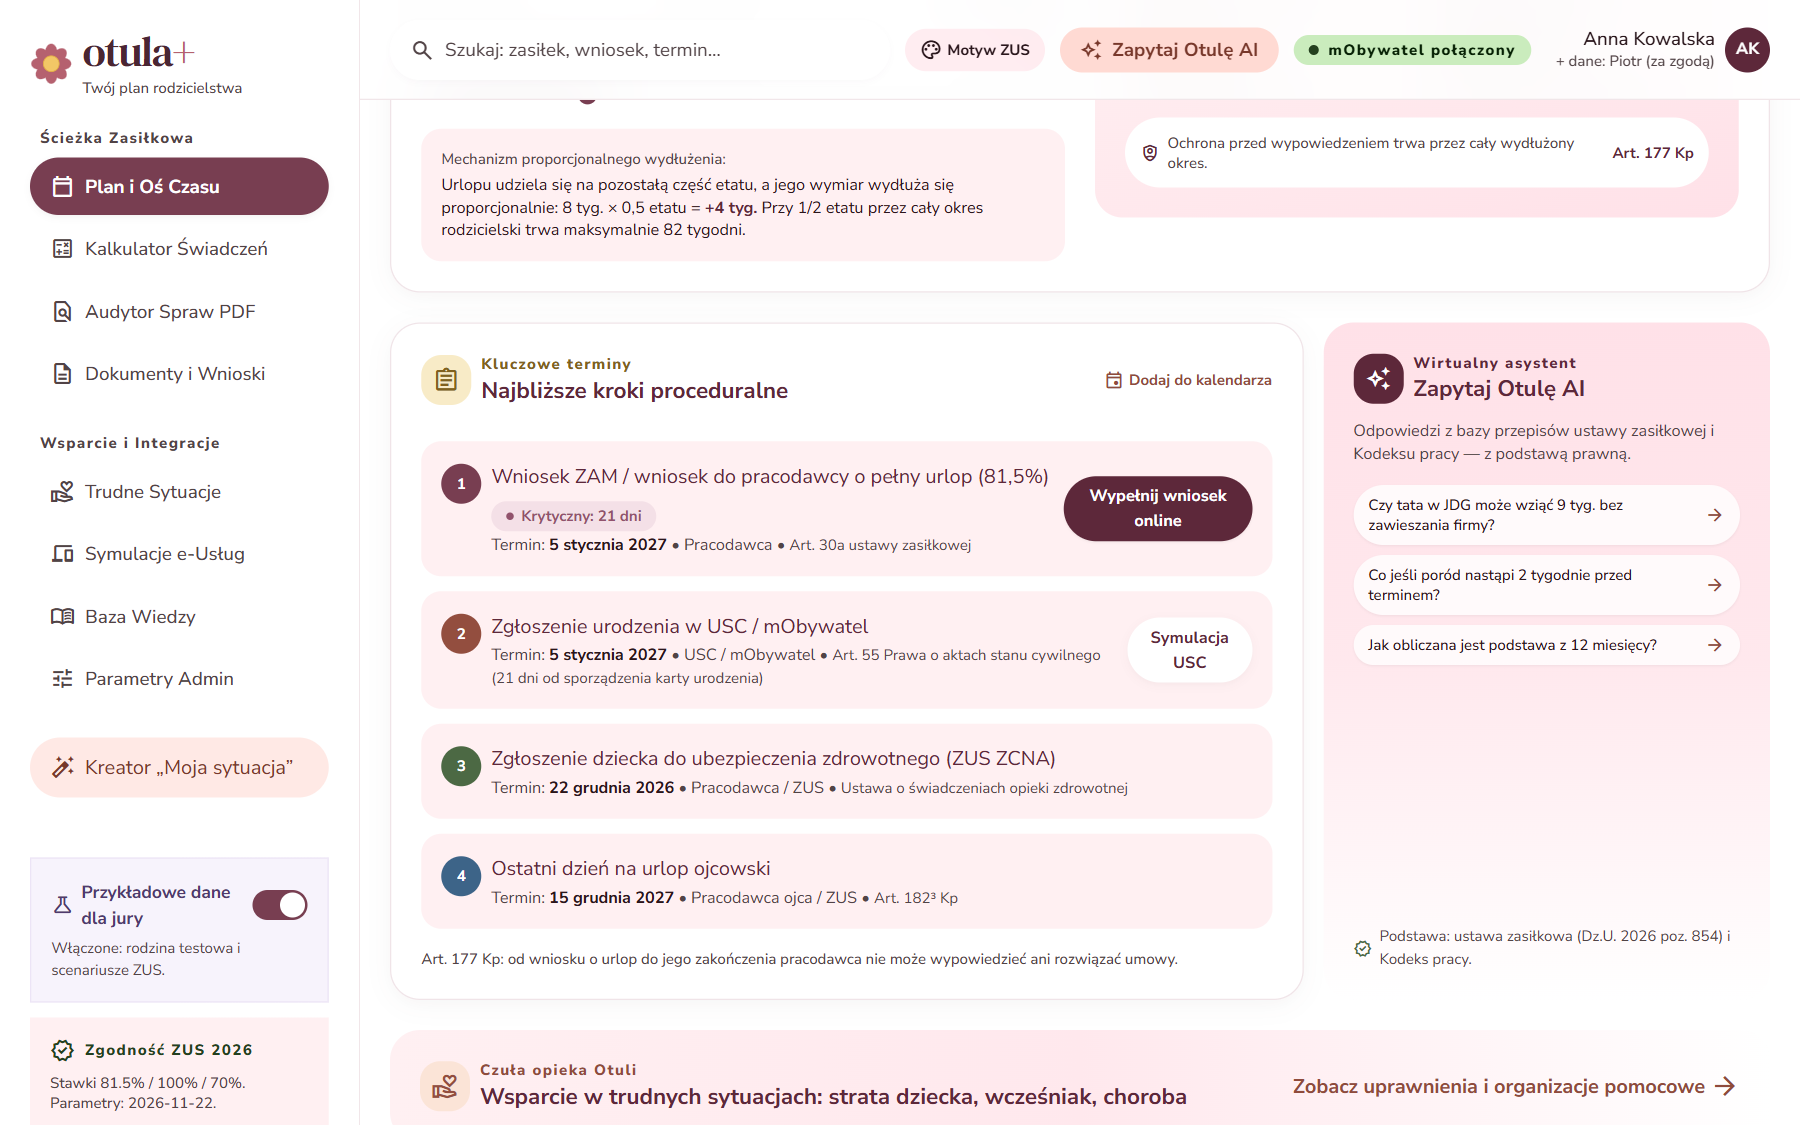 otula+
Twój plan rodzicielstwa
Ścieżka Zasiłkowa
Plan i Oś Czasu
Kalkulator Świadczeń
Audytor Spraw PDF
Dokumenty i Wnioski
Wsparcie i Integracje
Trudne Sytuacje
Symulacje e-Usług
Baza Wiedzy
Parametry Admin
Kreator „Moja sytuacja”
Przykładowe dane
dla jury
Włączone: rodzina testowa i
scenariusze ZUS.
Zgodność ZUS 2026
Stawki 81.5% / 100% / 70%.
Parametry: 2026-11-22.
Szukaj: zasiłek, wniosek, termin...
Motyw ZUS
Zapytaj Otulę AI
mObywatel połączony
Anna Kowalska
+ dane: Piotr (za zgodą)
AK
Mechanizm proporcjonalnego wydłużenia:
Urlopu udziela się na pozostałą część etatu, a jego wymiar wydłuża się
proporcjonalnie: 8 tyg. × 0,5 etatu = +4 tyg. Przy 1/2 etatu przez cały okres
rodzicielski trwa maksymalnie 82 tygodni.
Ochrona przed wypowiedzeniem trwa przez cały wydłużony
okres.
Art. 177 Kp
Kluczowe terminy
Najbliższe kroki proceduralne
Dodaj do kalendarza
1
Wniosek ZAM / wniosek do pracodawcy o pełny urlop (81,5%)
Krytyczny: 21 dni
Termin: 5 stycznia 2027 • Pracodawca • Art. 30a ustawy zasiłkowej
Wypełnij wniosek
online
2
Zgłoszenie urodzenia w USC / mObywatel
Termin: 5 stycznia 2027 • USC / mObywatel • Art. 55 Prawa o aktach stanu cywilnego
(21 dni od sporządzenia karty urodzenia)
Symulacja
USC
3
Zgłoszenie dziecka do ubezpieczenia zdrowotnego (ZUS ZCNA)
Termin: 22 grudnia 2026 • Pracodawca / ZUS • Ustawa o świadczeniach opieki zdrowotnej
4
Ostatni dzień na urlop ojcowski
Termin: 15 grudnia 2027 • Pracodawca ojca / ZUS • Art. 182³ Kp
Art. 177 Kp: od wniosku o urlop do jego zakończenia pracodawca nie może wypowiedzieć ani rozwiązać umowy.
Wirtualny asystent
Zapytaj Otulę AI
Odpowiedzi z bazy przepisów ustawy zasiłkowej i
Kodeksu pracy — z podstawą prawną.
Czy tata w JDG może wziąć 9 tyg. bez
zawieszania firmy?
Co jeśli poród nastąpi 2 tygodnie przed
terminem?
Jak obliczana jest podstawa z 12 miesięcy?
Podstawa: ustawa zasiłkowa (Dz.U. 2026 poz. 854) i
Kodeks pracy.
Czuła opieka Otuli
Wsparcie w trudnych sytuacjach: strata dziecka, wcześniak, choroba
Zobacz uprawnienia i organizacje pomocowe